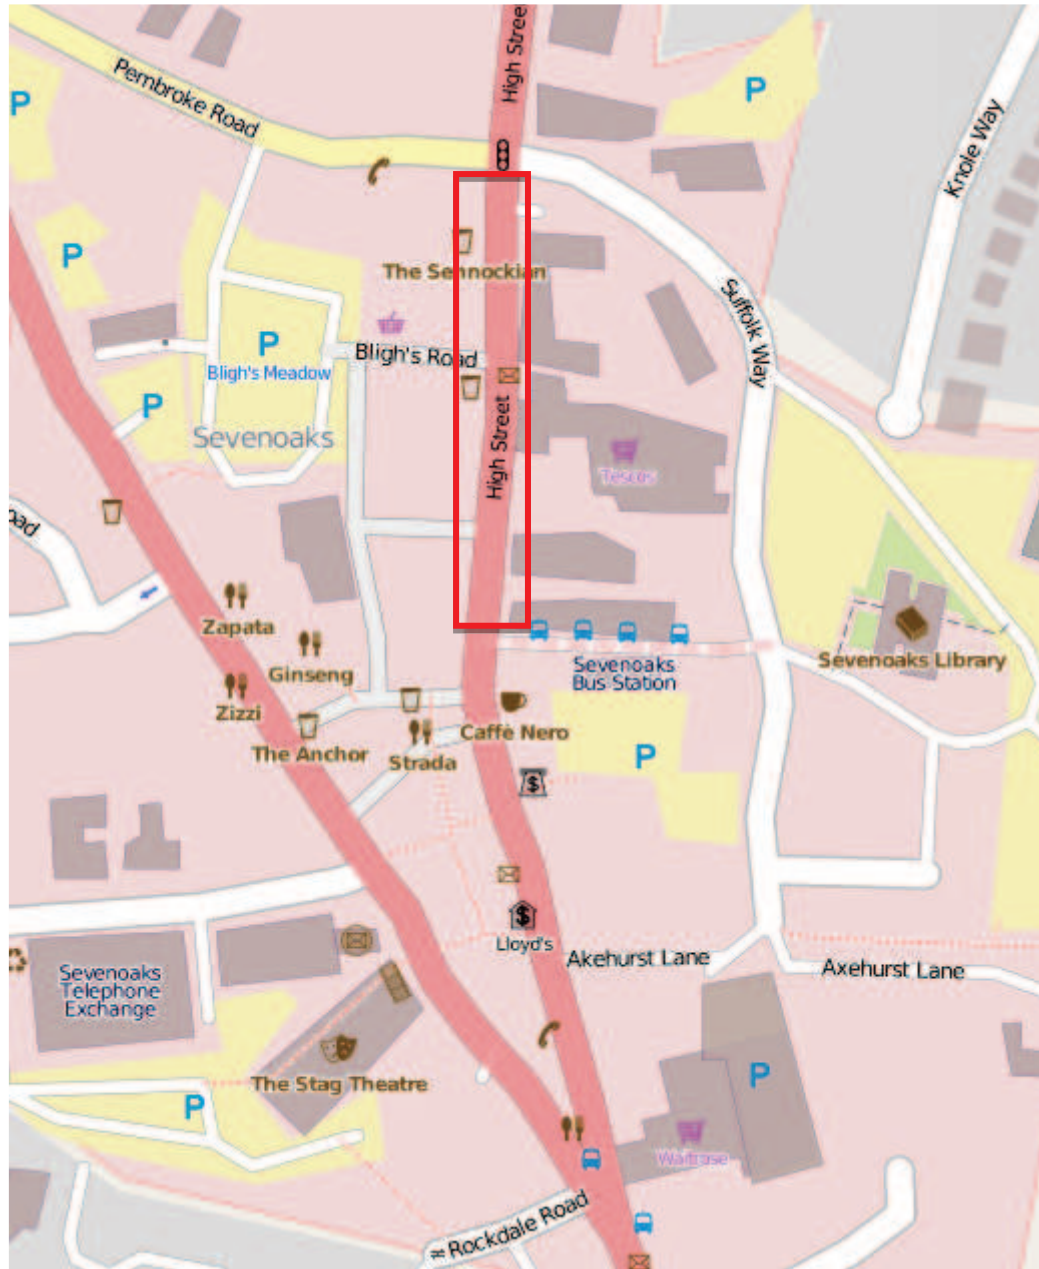 High Stree
Pembroke Road
P
P
Knole Way
P
The Sennockian
Suffolk Way
P
Bligh's Meadow
Bligh's Road
P
Sevenoaks
High Street
Tescos
oad
Zapata
Ginseng
Zizzi
The Anchor
Strada
Caffè Nero
Sevenoaks
Bus Station
Sevenoaks Library
P
$
$
Lloyd's
Akehurst Lane
Axehurst Lane
Sevenoaks
Telephone
Exchange
The Stag Theatre
P
P
Waitrose
Rockdale Road